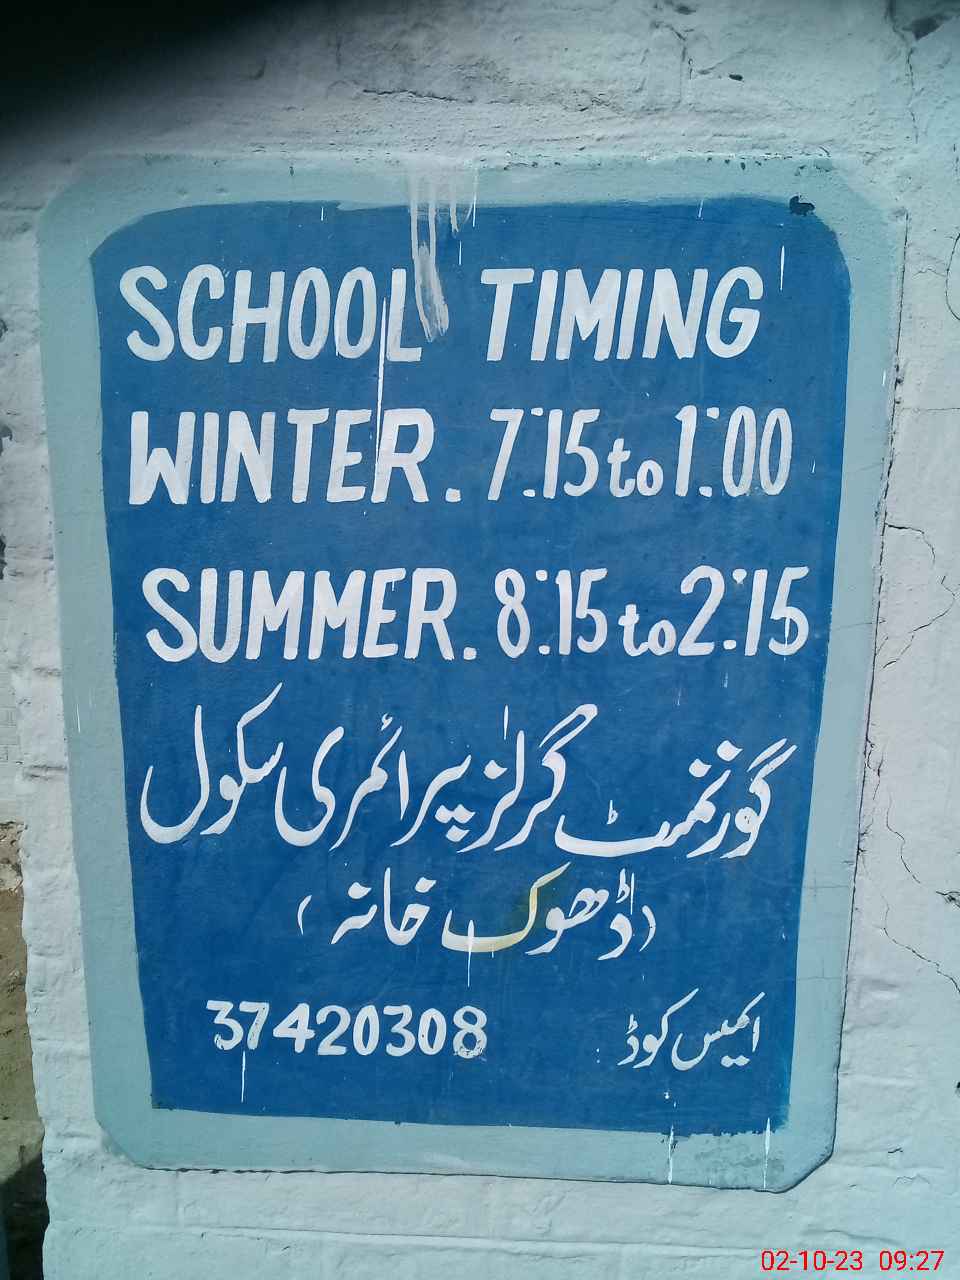 SCHOOL TIMING
WINTER. 7:15 to 1:00
SUMMER. 8:15 to 2:15
گورنمنٹ گرلز پرائمری سکول
(ڈھوک خانہ)
ایمیس کوڈ : 37420308
02-10-23 09:27